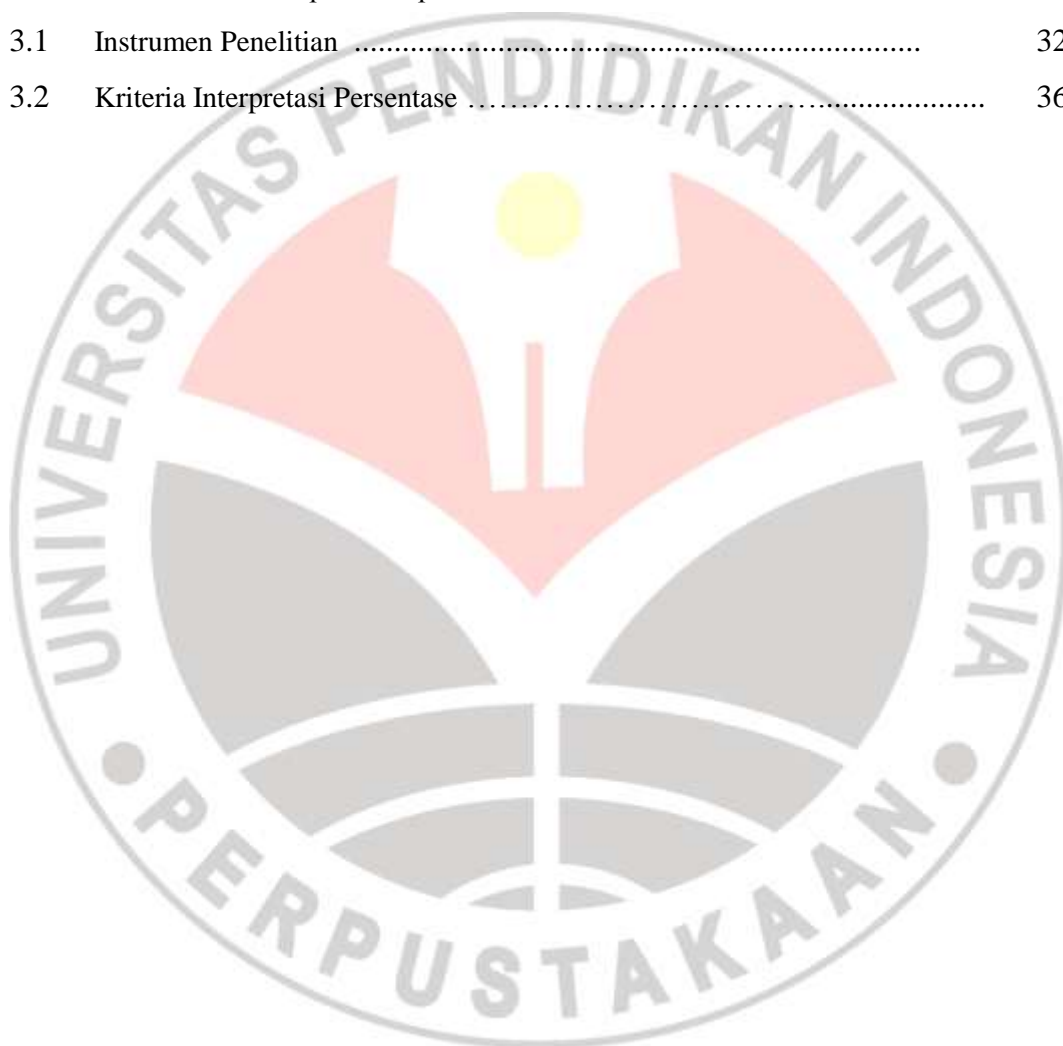 3.1 Instrumen Penelitian ........................................................................ 32
3.2 Kriteria Interpretasi Persentase ................................................... 36
UNIVERSITAS PENDIDIKAN INDONESIA
PERPUSTAKAAN